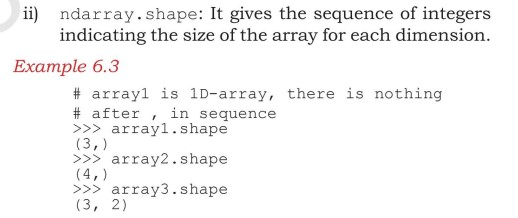 ii) ndarray.shape: It gives the sequence of integers
indicating the size of the array for each dimension.
Example 6.3
# array1 is 1D-array, there is nothing
# after , in sequence
>>> array1.shape
(3,)
>>> array2.shape
(4,)
>>> array3.shape
(3, 2)